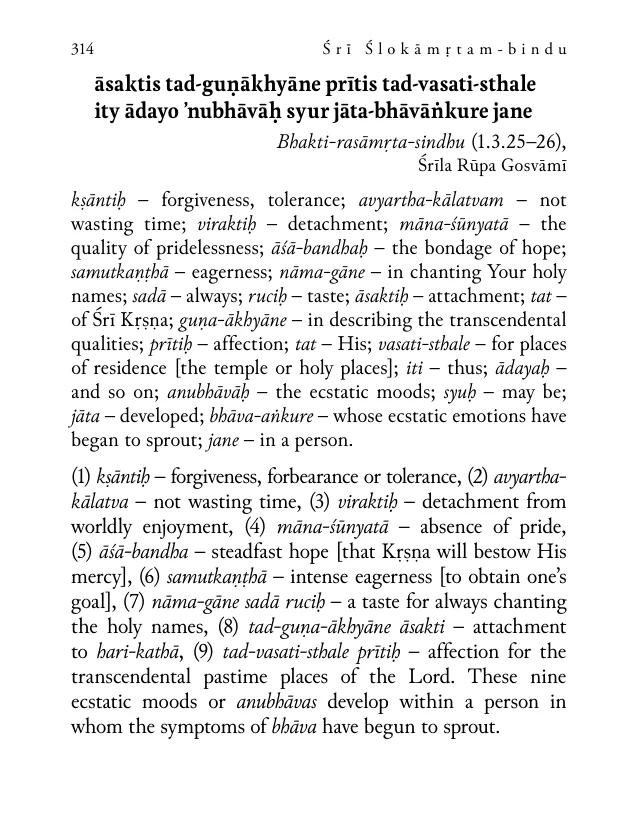 314 Śrī Ślokāmṛtam-bindu
āsaktis tad-guṇākhyāne prītis tad-vasati-sthale
ity ādayo ’nubhāvāḥ syur jāta-bhāvāṅkure jane
Bhakti-rasāmṛta-sindhu (1.3.25–26),
Śrīla Rūpa Gosvāmī
kṣāntiḥ – forgiveness, tolerance; avyartha-kālatvam – not
wasting time; viraktiḥ – detachment; māna-śūnyatā – the
quality of pridelessness; āśā-bandhaḥ – the bondage of hope;
samutkaṇṭhā – eagerness; nāma-gāne – in chanting Your holy
names; sadā – always; ruciḥ – taste; āsaktiḥ – attachment; tat –
of Śrī Kṛṣṇa; guṇa-ākhyāne – in describing the transcendental
qualities; prītiḥ – affection; tat – His; vasati-sthale – for places
of residence [the temple or holy places]; iti – thus; ādayaḥ –
and so on; anubhāvāḥ – the ecstatic moods; syuḥ – may be;
jāta – developed; bhāva-aṅkure – whose ecstatic emotions have
began to sprout; jane – in a person.
(1) kṣāntiḥ – forgiveness, forbearance or tolerance, (2) avyartha-
kālatva – not wasting time, (3) viraktiḥ – detachment from
worldly enjoyment, (4) māna-śūnyatā – absence of pride,
(5) āśā-bandha – steadfast hope [that Kṛṣṇa will bestow His
mercy], (6) samutkaṇṭhā – intense eagerness [to obtain one’s
goal], (7) nāma-gāne sadā ruciḥ – a taste for always chanting
the holy names, (8) tad-guṇa-ākhyāne āsakti – attachment
to hari-kathā, (9) tad-vasati-sthale prītiḥ – affection for the
transcendental pastime places of the Lord. These nine
ecstatic moods or anubhāvas develop within a person in
whom the symptoms of bhāva have begun to sprout.